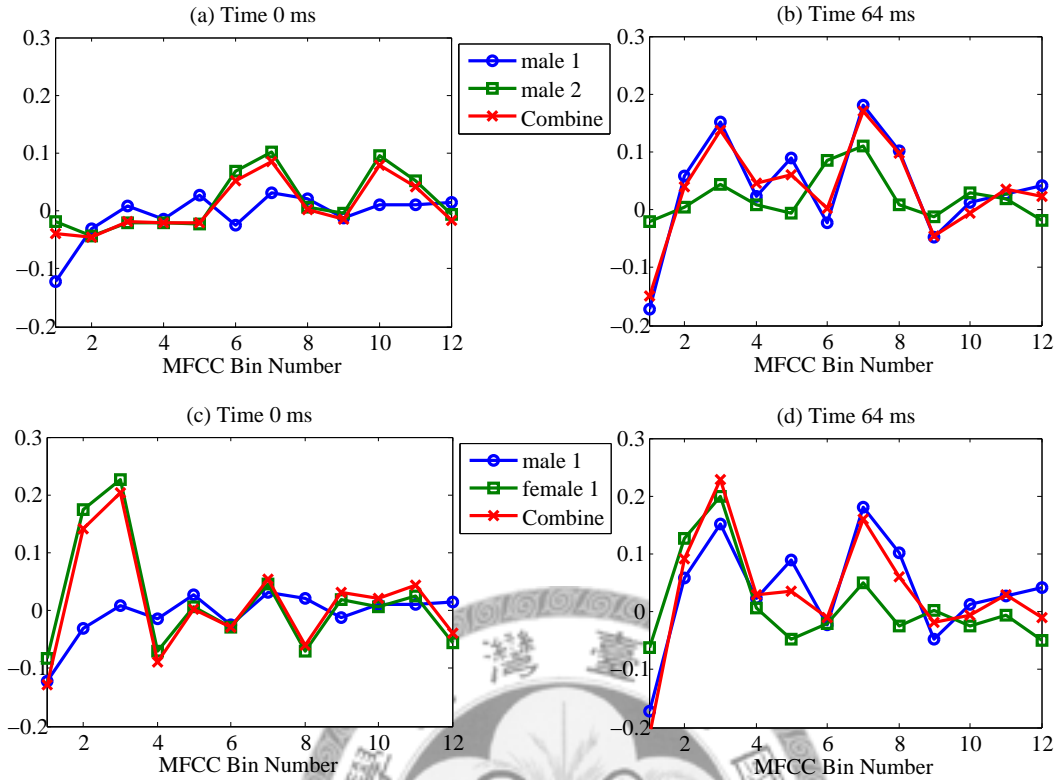 (a) Time 0 ms
0.3
0.2
0.1
0
−0.1
−0.2
2 4 6 8 10 12
MFCC Bin Number
male 1
male 2
Combine
(b) Time 64 ms
0.3
0.2
0.1
0
−0.1
−0.2
2 4 6 8 10 12
MFCC Bin Number
(c) Time 0 ms
0.3
0.2
0.1
0
−0.1
−0.2
2 4 6 8 10 12
MFCC Bin Number
male 1
female 1
Combine
(d) Time 64 ms
0.3
0.2
0.1
0
−0.1
−0.2
2 4 6 8 10 12
MFCC Bin Number
灣 臺